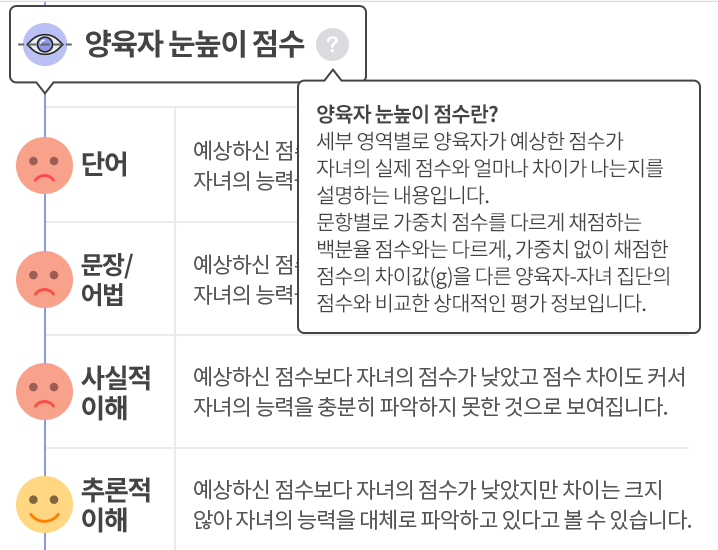 양육자 눈높이 점수 ?
양육자 눈높이 점수란?
세부 영역별로 양육자가 예상한 점수가
자녀의 실제 점수와 얼마나 차이가 나는지를
설명하는 내용입니다.
문항별로 가중치 점수를 다르게 채점하는
백분율 점수와는 다르게, 가중치 없이 채점한
점수의 차이값(g)을 다른 양육자-자녀 집단의
점수와 비교한 상대적인 평가 정보입니다.
단어
예상하신
자녀의 능력
문장/
어법
예상하신
자녀의 능력
사실적
이해
예상하신 점수보다 자녀의 점수가 낮았고 점수 차이도 커서
자녀의 능력을 충분히 파악하지 못한 것으로 보여집니다.
추론적
이해
예상하신 점수보다 자녀의 점수가 낮았지만 차이는 크지
않아 자녀의 능력을 대체로 파악하고 있다고 볼 수 있습니다.